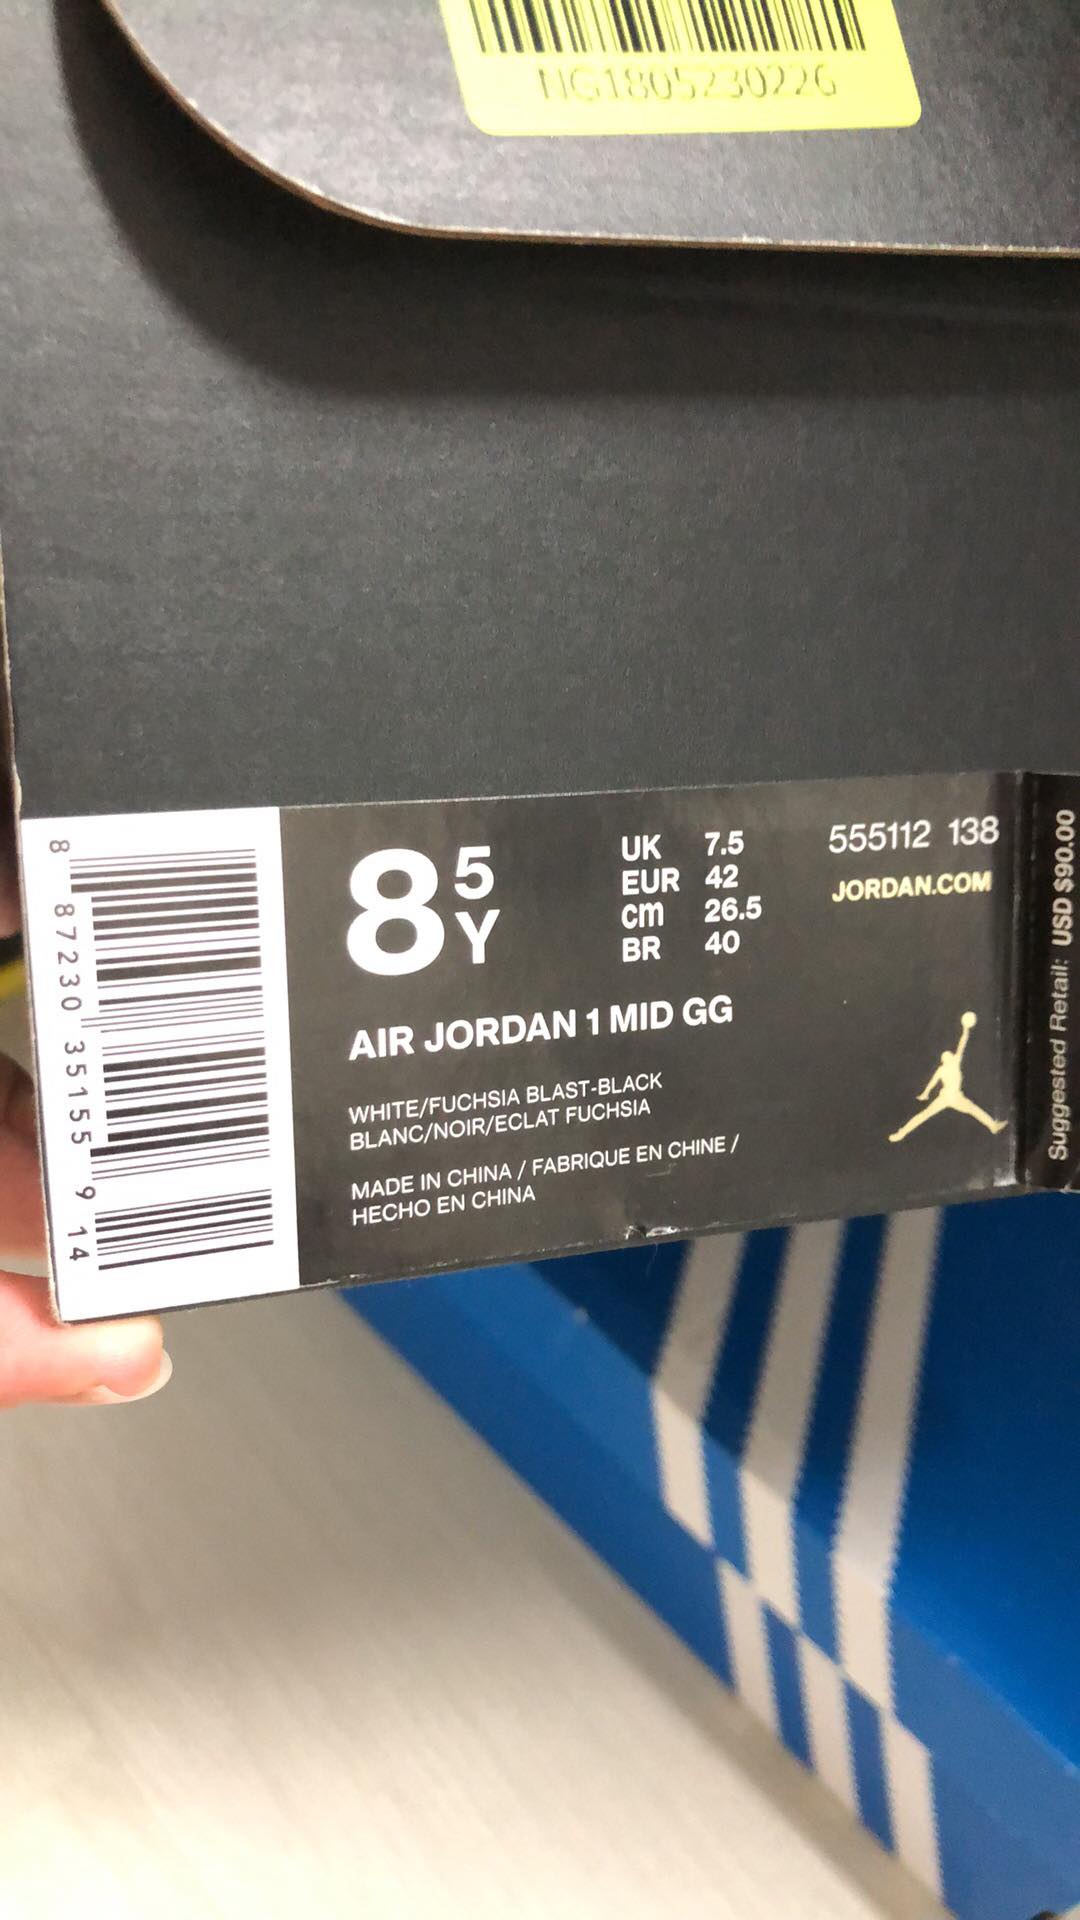 NG1805230226
8 87230 35155 9 14
8 5 Y
UK 7.5
EUR 42
cm 26.5
BR 40
555112 138
JORDAN.COM
AIR JORDAN 1 MID GG
WHITE/FUCHSIA BLAST-BLACK
BLANC/NOIR/ECLAT FUCHSIA
MADE IN CHINA / FABRIQUE EN CHINE /
HECHO EN CHINA
Suggested Retail: USD $90.00